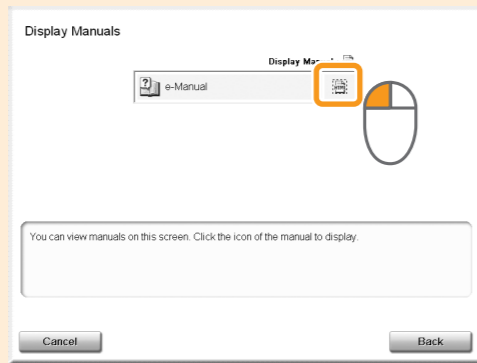 Display Manuals
Display
e-Manual
You can view manuals on this screen. Click the icon of the manual to display.
Cancel
Back